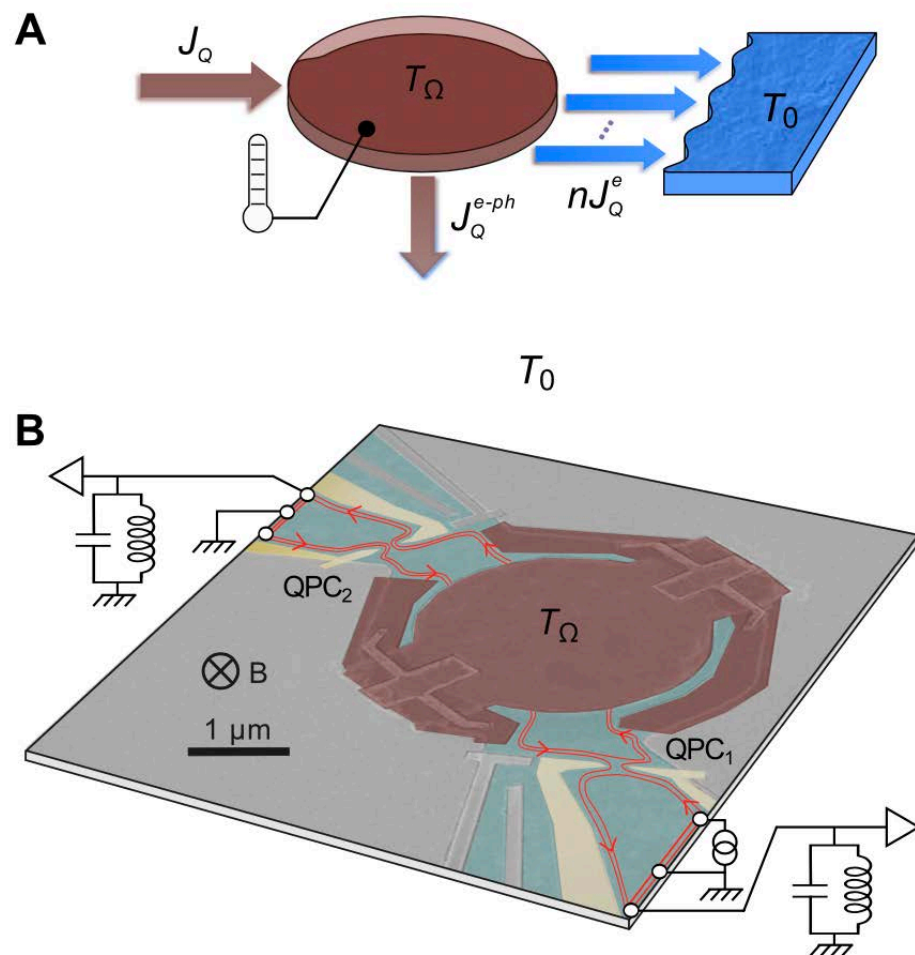 A
J_Q
T_Ω
T_0
J_Q^{e-ph}
nJ_Q^e
T_0
B
QPC_2
T_Ω
B
1 µm
QPC_1